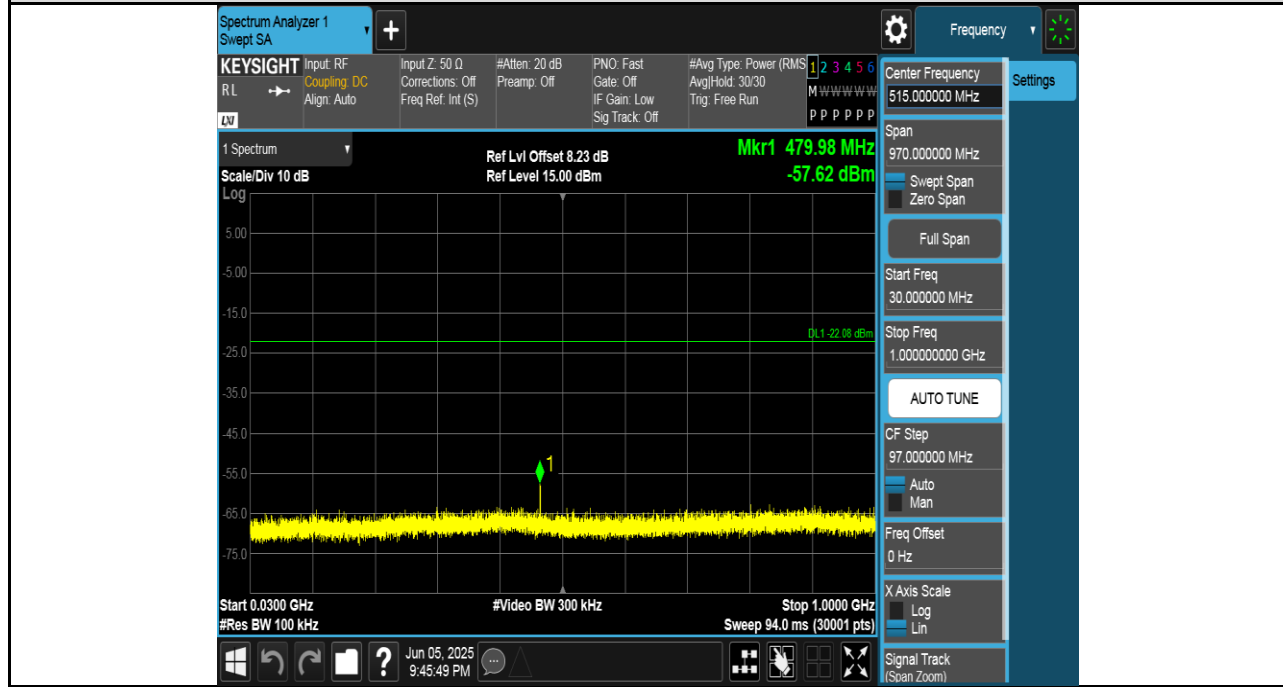 Spectrum Analyzer 1
Swept SA
+
Frequency
KEYSIGHT
RL
LXI
Input: RF
Coupling: DC
Align: Auto
Input Z: 50 Ω
Corrections: Off
Freq Ref: Int (S)
#Atten: 20 dB
Preamp: Off
PNO: Fast
Gate: Off
IF Gain: Low
Sig Track: Off
#Avg Type: Power (RMS
Avg|Hold: 30/30
Trig: Free Run
1 2 3 4 5 6
M W W W W W
P P P P P P
1 Spectrum
Scale/Div 10 dB
Log
Ref Lvl Offset 8.23 dB
Ref Level 15.00 dBm
Mkr1 479.98 MHz
-57.62 dBm
5.00
-5.00
-15.0
DL1 -22.08 dBm
-25.0
-35.0
-45.0
1
-55.0
-65.0
-75.0
Start 0.0300 GHz
#Res BW 100 kHz
#Video BW 300 kHz
Stop 1.0000 GHz
Sweep 94.0 ms (30001 pts)
?
Jun 05, 2025
9:45:49 PM
Center Frequency
515.000000 MHz
Span
970.000000 MHz
Swept Span
Zero Span
Full Span
Start Freq
30.000000 MHz
Stop Freq
1.000000000 GHz
AUTO TUNE
CF Step
97.000000 MHz
Auto
Man
Freq Offset
0 Hz
X Axis Scale
Log
Lin
Signal Track
(Span Zoom)
Settings